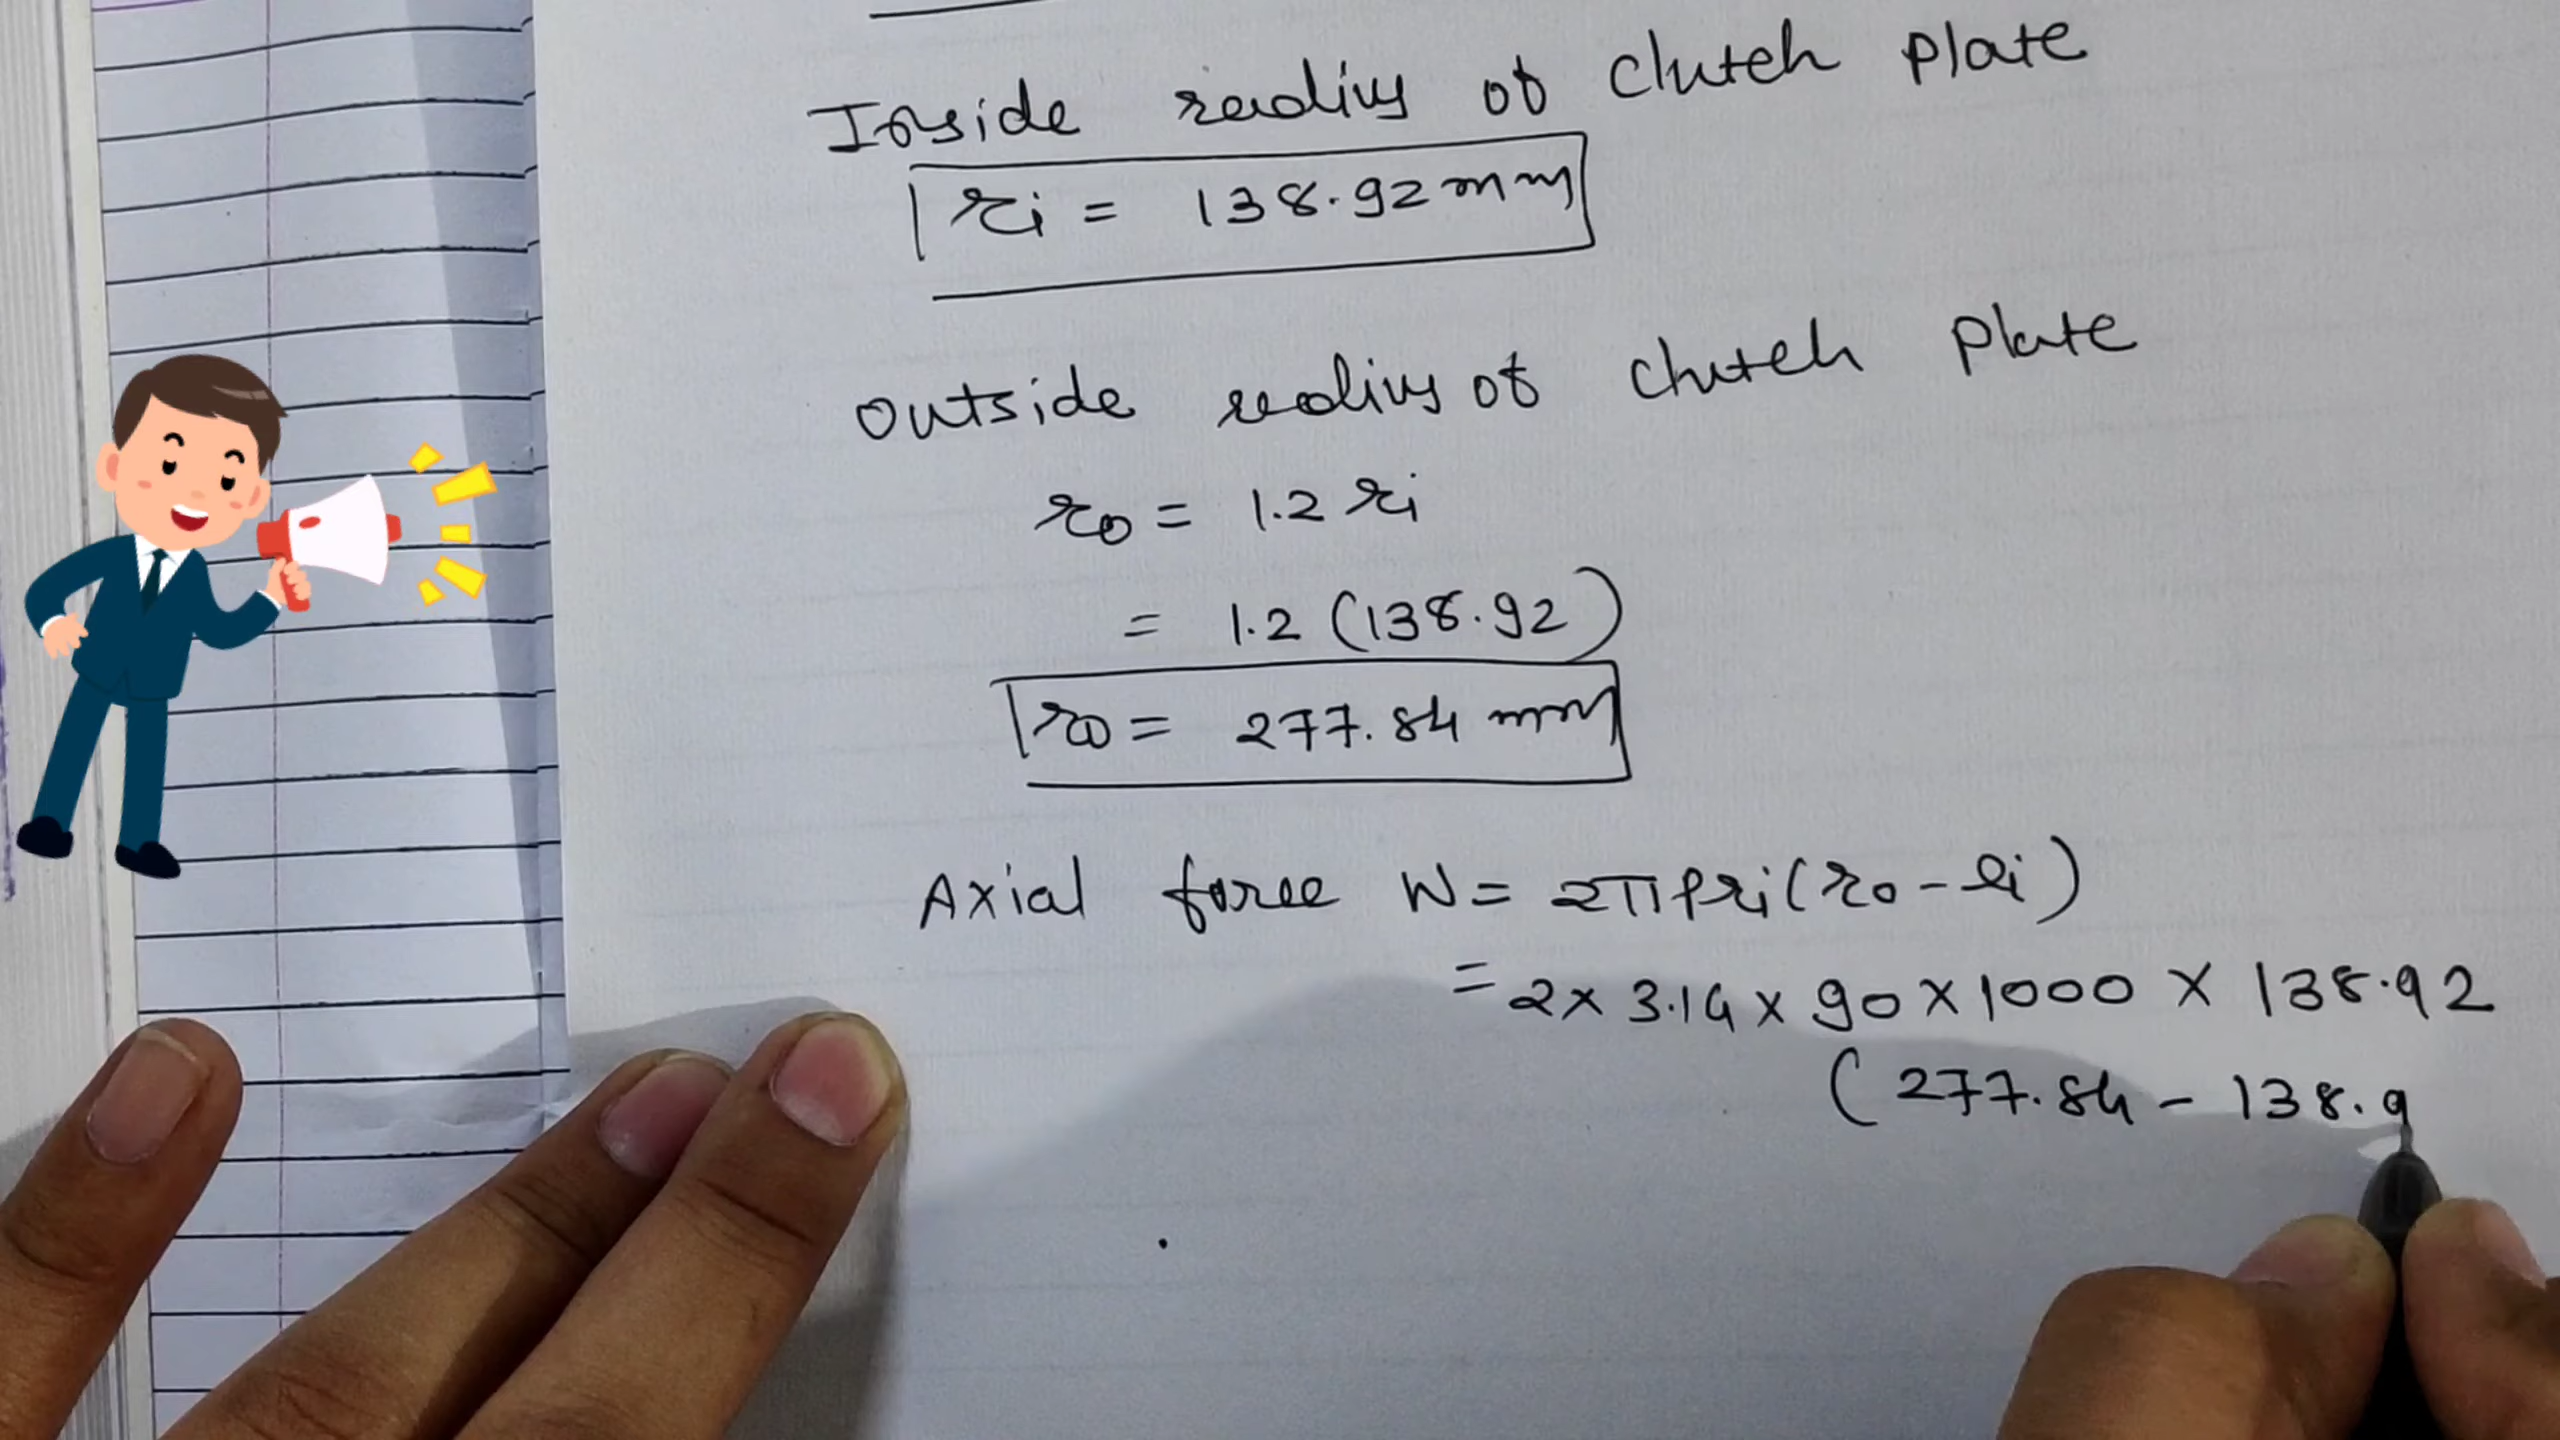 Inside radius of clutch plate
ri = 138.92 mm
Outside radius of clutch plate
ro = 1.2 ri
= 1.2 (138.92)
ro = 277.84 mm
Axial force W = 2πPri(ro - ri)
= 2 x 3.14 x 90 x 1000 x 138.92
(277.84 - 138.9